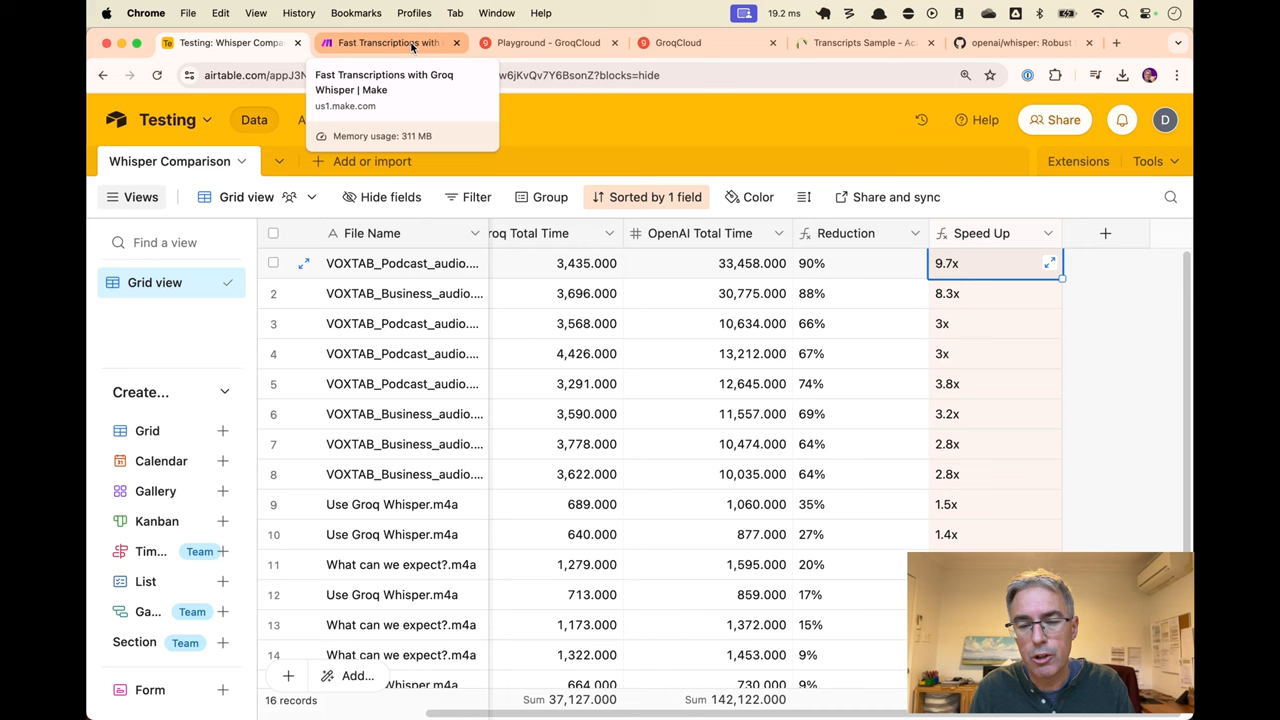 Chrome File Edit View History Bookmarks Profiles Tab Window Help 19.2 ms
Testing: Whisper Compa
Fast Transcriptions with
Playground - GroqCloud
GroqCloud
Transcripts Sample - Ac
openai/whisper: Robust
airtable.com/appJ3N
w6jKvQv7Y6BsonZ?blocks=hide
Fast Transcriptions with Groq
Whisper | Make
us1.make.com
Memory usage: 311 MB
Testing
Data
A
Help
Share
D
Whisper Comparison
Add or import
Extensions
Tools
Views
Grid view
Hide fields
Filter
Group
Sorted by 1 field
Color
Share and sync
Find a view
Grid view
Create...
Grid
Calendar
Gallery
Kanban
Tim... Team
List
Ga... Team
Section Team
Form
File Name roq Total Time OpenAI Total Time Reduction Speed Up
VOXTAB_Podcast_audio.... 3,435.000 33,458.000 90% 9.7x
2 VOXTAB_Business_audio.... 3,696.000 30,775.000 88% 8.3x
3 VOXTAB_Podcast_audio.... 3,568.000 10,634.000 66% 3x
4 VOXTAB_Podcast_audio.... 4,426.000 13,212.000 67% 3x
5 VOXTAB_Podcast_audio.... 3,291.000 12,645.000 74% 3.8x
6 VOXTAB_Business_audio.... 3,590.000 11,557.000 69% 3.2x
7 VOXTAB_Business_audio.... 3,778.000 10,474.000 64% 2.8x
8 VOXTAB_Business_audio.... 3,622.000 10,035.000 64% 2.8x
9 Use Groq Whisper.m4a 689.000 1,060.000 35% 1.5x
10 Use Groq Whisper.m4a 640.000 877.000 27% 1.4x
11 What can we expect?.m4a 1,279.000 1,595.000 20%
12 Use Groq Whisper.m4a 713.000 859.000 17%
13 What can we expect?.m4a 1,173.000 1,372.000 15%
14 What can we expect?.m4a 1,322.000 1,453.000 9%
Whisper.m4a 664.000 730.000 9%
Add...
16 records Sum 37,127.000 Sum 142,122.000